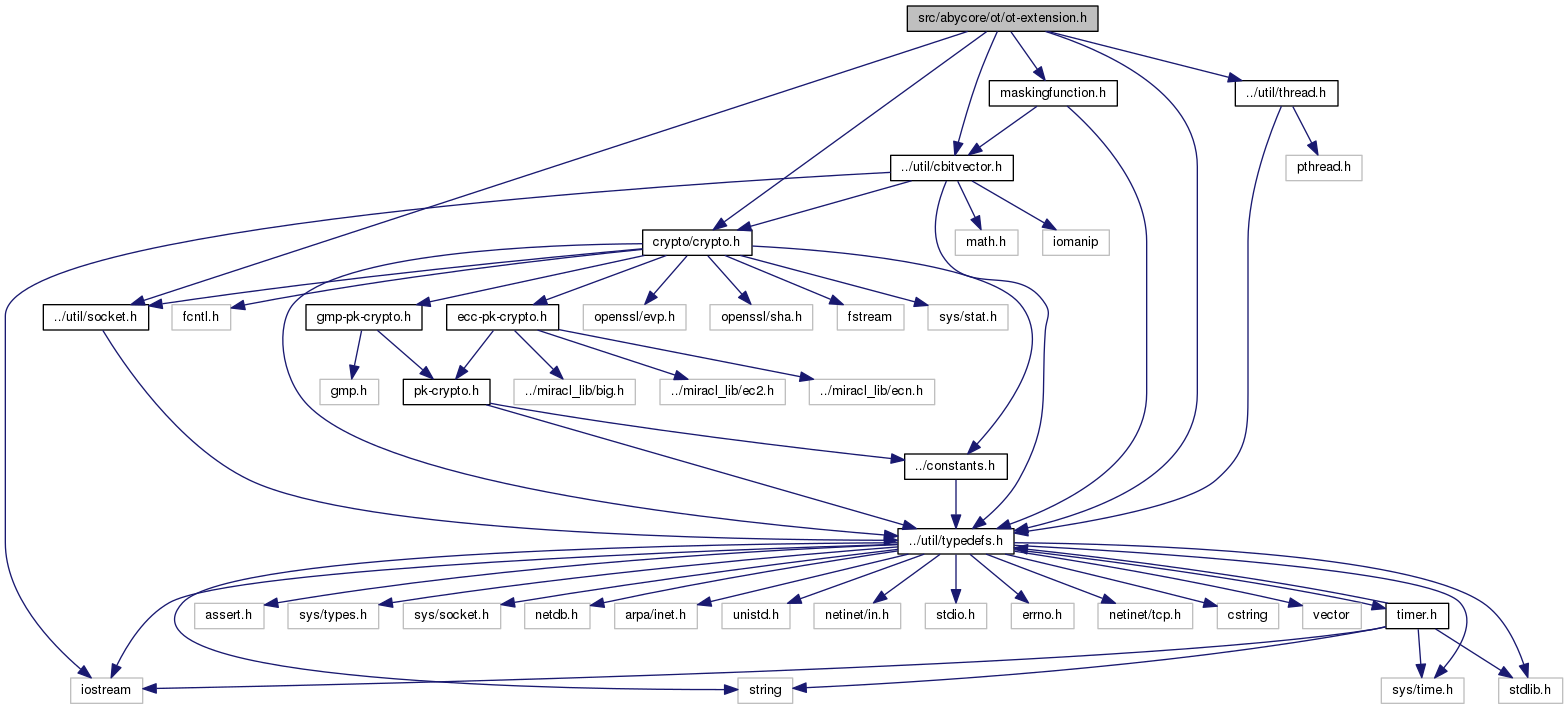 src/abycore/ot/ot-extension.h
maskingfunction.h
../util/thread.h
../util/cbitvector.h
pthread.h
crypto/crypto.h
math.h
iomanip
../util/socket.h
fcntl.h
gmp-pk-crypto.h
ecc-pk-crypto.h
openssl/evp.h
openssl/sha.h
fstream
sys/stat.h
gmp.h
pk-crypto.h
../miracl_lib/big.h
../miracl_lib/ec2.h
../miracl_lib/ecn.h
../constants.h
../util/typedefs.h
assert.h
sys/types.h
sys/socket.h
netdb.h
arpa/inet.h
unistd.h
netinet/in.h
stdio.h
errno.h
netinet/tcp.h
cstring
vector
timer.h
iostream
string
sys/time.h
stdlib.h